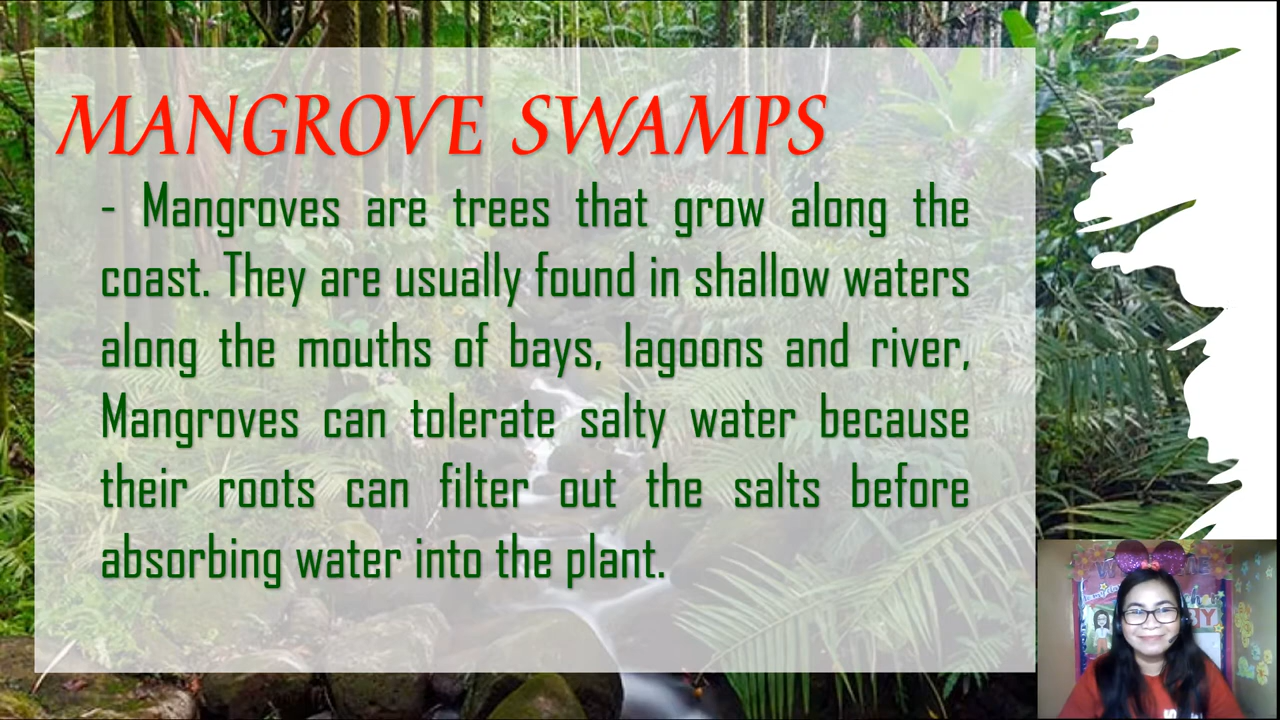 MANGROVE SWAMPS
- Mangroves are trees that grow along the
coast. They are usually found in shallow waters
along the mouths of bays, lagoons and river,
Mangroves can tolerate salty water because
their roots can filter out the salts before
absorbing water into the plant.